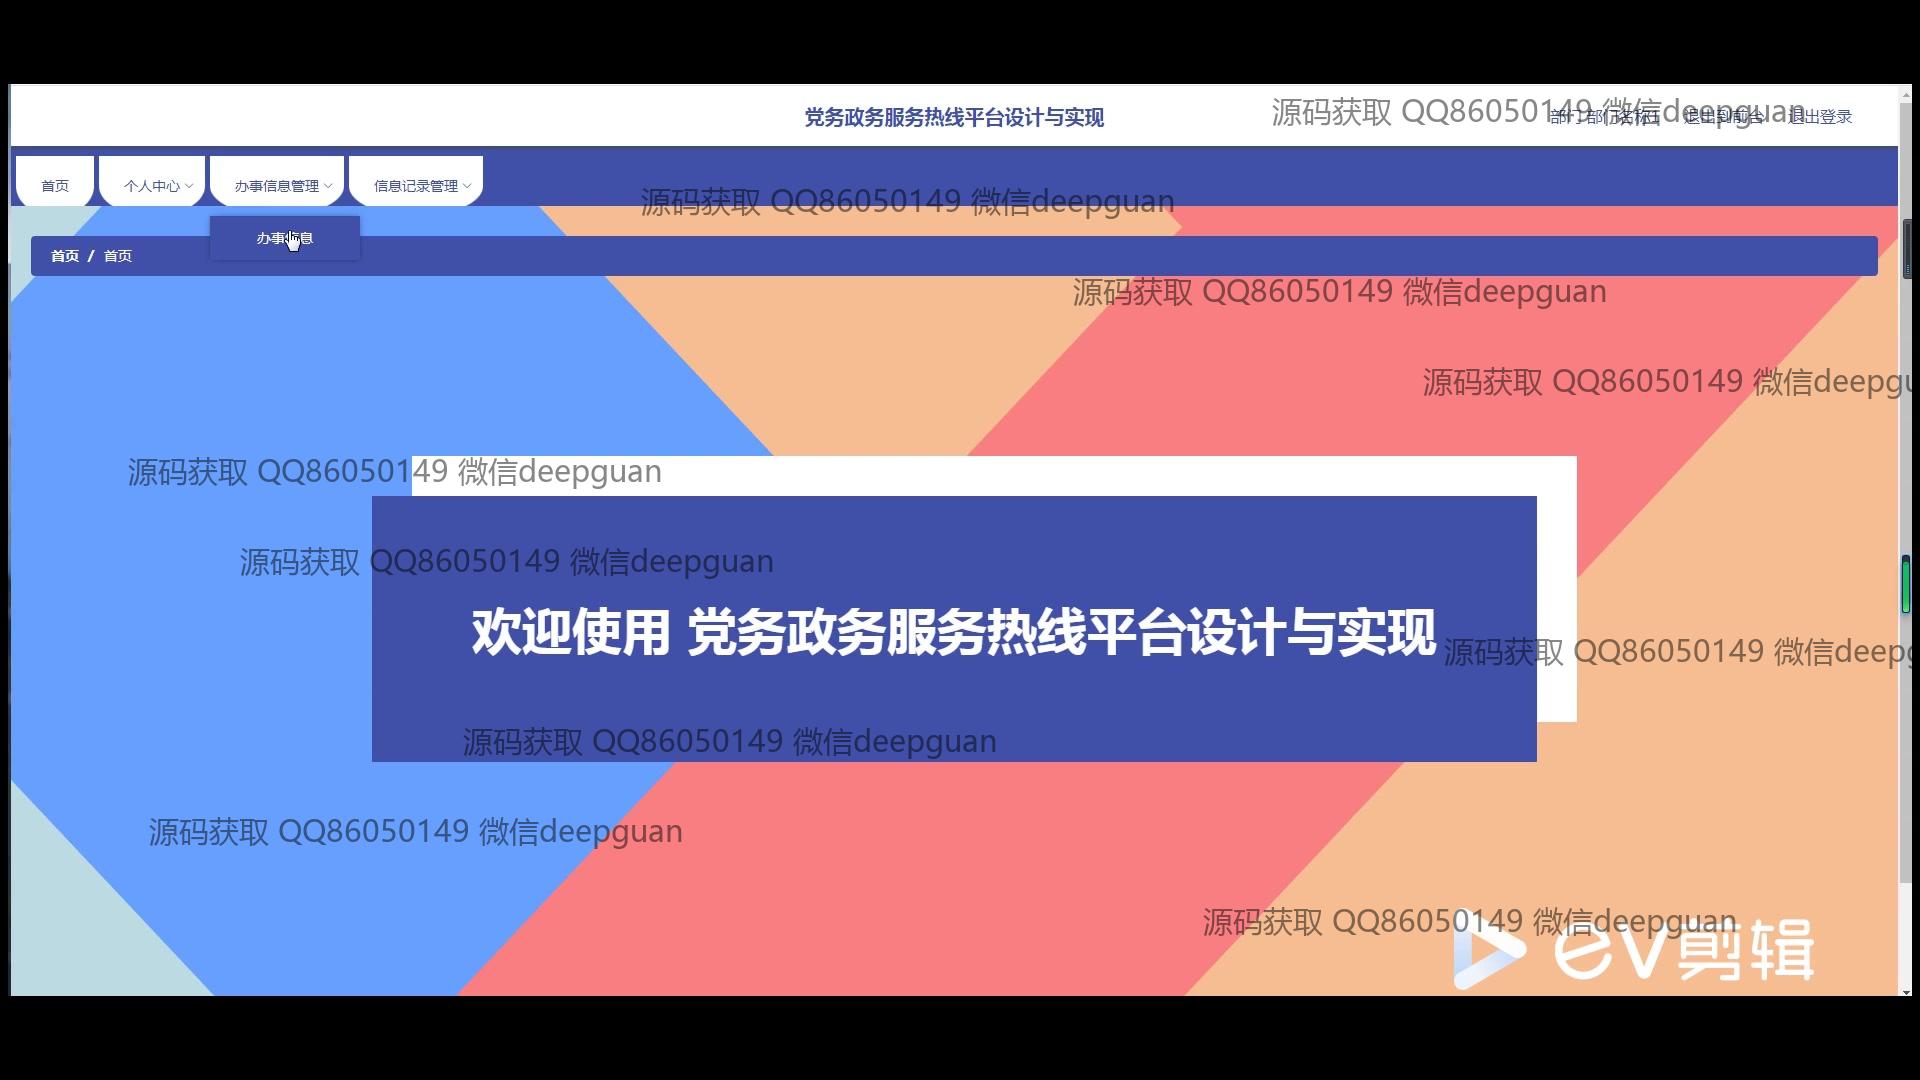 党务政务服务热线平台设计与实现
源码获取 QQ86050149 微信deepguan
部门 部门名称1 退出到前台 退出登录
首页 个人中心 办事信息管理 信息记录管理
源码获取 QQ86050149 微信deepguan
办事信息
首页 / 首页
源码获取 QQ86050149 微信deepguan
源码获取 QQ86050149 微信deepgu
源码获取 QQ86050149 微信deepguan
源码获取 QQ86050149 微信deepguan
欢迎使用 党务政务服务热线平台设计与实现
源码获取 QQ86050149 微信deepg
源码获取 QQ86050149 微信deepguan
源码获取 QQ86050149 微信deepguan
源码获取 QQ86050149 微信deepguan
EV剪辑